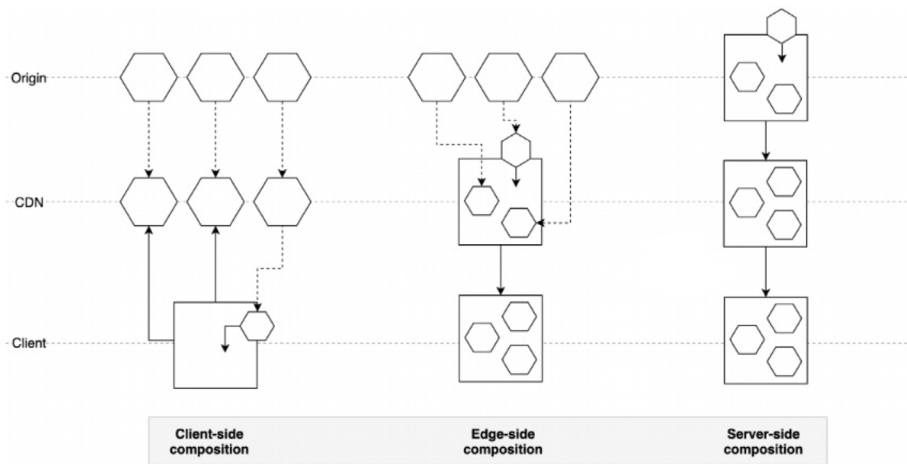 Origin
CDN
Client
Client-side
composition
Edge-side
composition
Server-side
composition